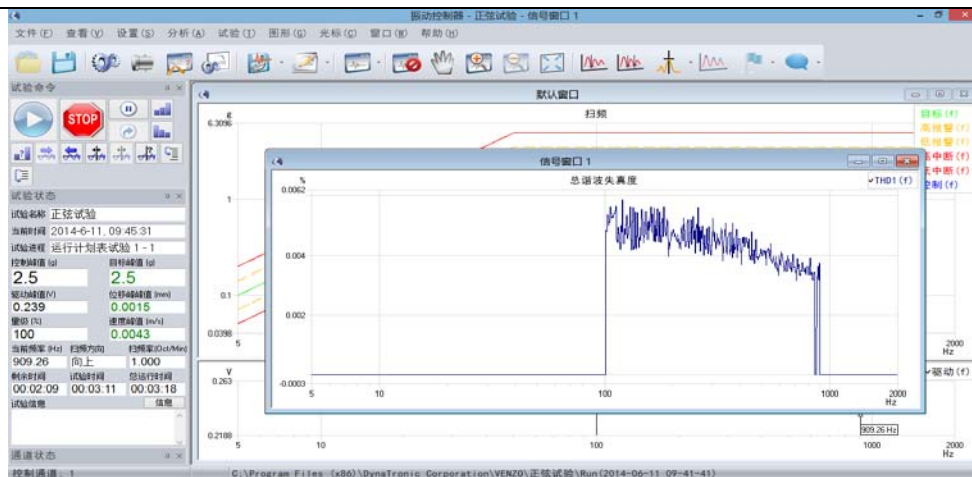 振动控制器 - 正弦试验 - 信号窗口 1
文件(F) 查看(V) 设置(S) 分析(A) 试验(T) 图形(G) 光标(C) 窗口(W) 帮助(H)
试验命令
STOP
试验状态
试验名称 正弦试验
当前时间 2014-6-11, 09:45:31
试验进程 运行计划表试验 1 - 1
控制峰值 (g) 目标峰值 (g)
2.5 2.5
驱动峰值(V) 位移峰峰值 (mm)
0.239 0.0015
量级 (%) 速度峰值 (m/s)
100 0.0043
当前频率 (Hz) 扫频方向 扫频率(Oct/Min)
909.26 向上 1.000
剩余时间 试验时间 总运行时间
00:02:09 00:03:11 00:03:18
试验信息 信息
通道状态
控制通道: 1
默认窗口
扫频
g
6.3096
1
0.1
0.0398
5
2000
Hz
目标(f)
高报警(f)
低报警(f)
高中断(f)
中断(f)
控制(f)
信号窗口 1
总谐波失真度
✓THD1(f)
%
0.0062
0.004
0.002
-0.0003
5 10 100 1000 2000
Hz
V
0.263
0.2188
✓驱动(f)
909.26 Hz
5 10 100 1000 2000
Hz
C:\Program Files (x86)\DynaTronic Corporation\VENZO\正弦试验\Run(2014-06-11 09-41-41)